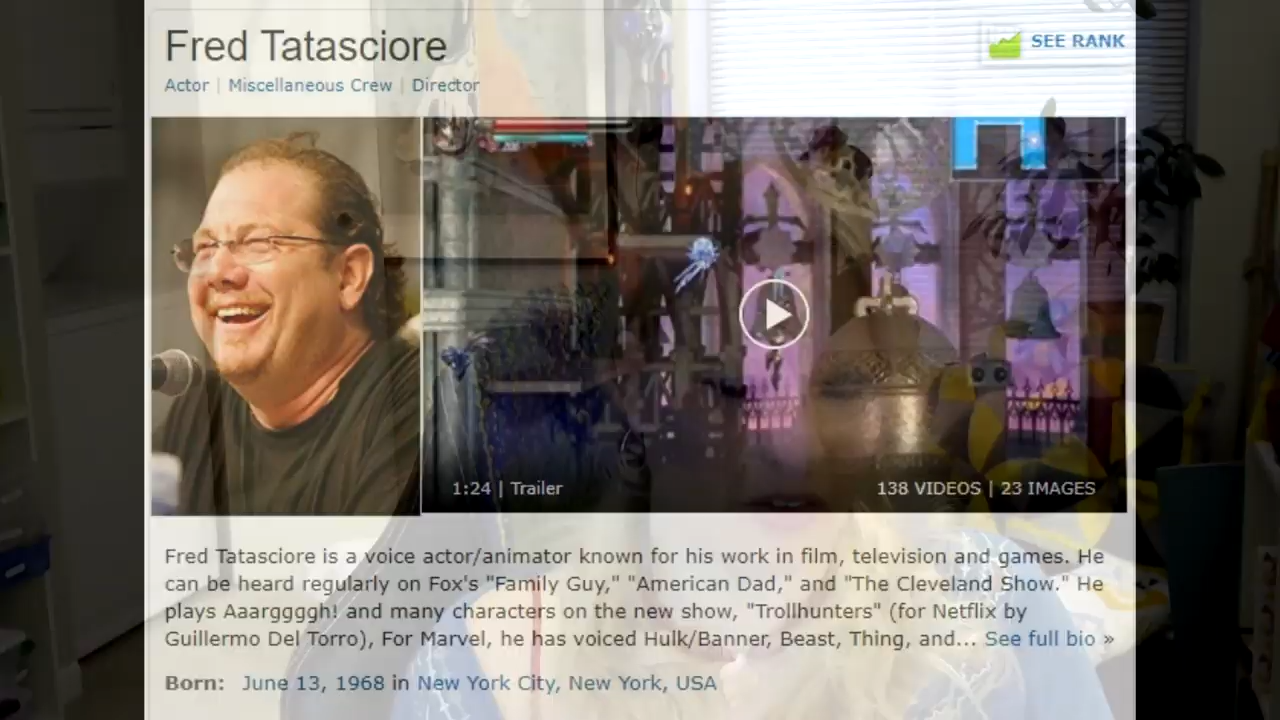 Fred Tatasciore
SEE RANK
Actor | Miscellaneous Crew | Director
1:24 | Trailer
138 VIDEOS | 23 IMAGES
Fred Tatasciore is a voice actor/animator known for his work in film, television and games. He
can be heard regularly on Fox's "Family Guy," "American Dad," and "The Cleveland Show." He
plays Aaarggggh! and many characters on the new show, "Trollhunters" (for Netflix by
Guillermo Del Torro), For Marvel, he has voiced Hulk/Banner, Beast, Thing, and... See full bio »
Born: June 13, 1968 in New York City, New York, USA